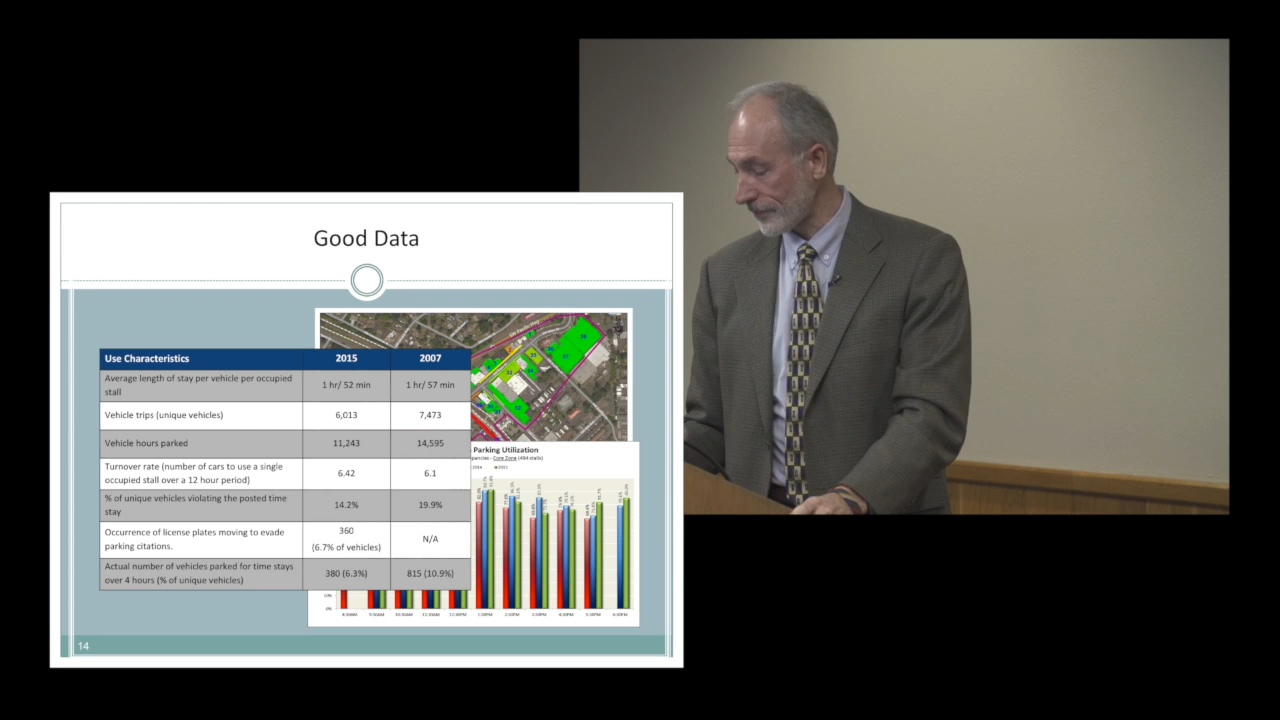 Good Data
Use Characteristics 2015 2007
Average length of stay per vehicle per occupied
stall
1 hr/ 52 min 1 hr/ 57 min
Vehicle trips (unique vehicles) 6,013 7,473
Vehicle hours parked 11,243 14,595
Turnover rate (number of cars to use a single
occupied stall over a 12 hour period)
6.42 6.1
% of unique vehicles violating the posted time
stay
14.2% 19.9%
Occurrence of license plates moving to evade
parking citations.
360
(6.7% of vehicles)
N/A
Actual number of vehicles parked for time stays
over 4 hours (% of unique vehicles)
380 (6.3%) 815 (10.9%)
Parking Utilization
Core Zone (494 stalls)
0%
14